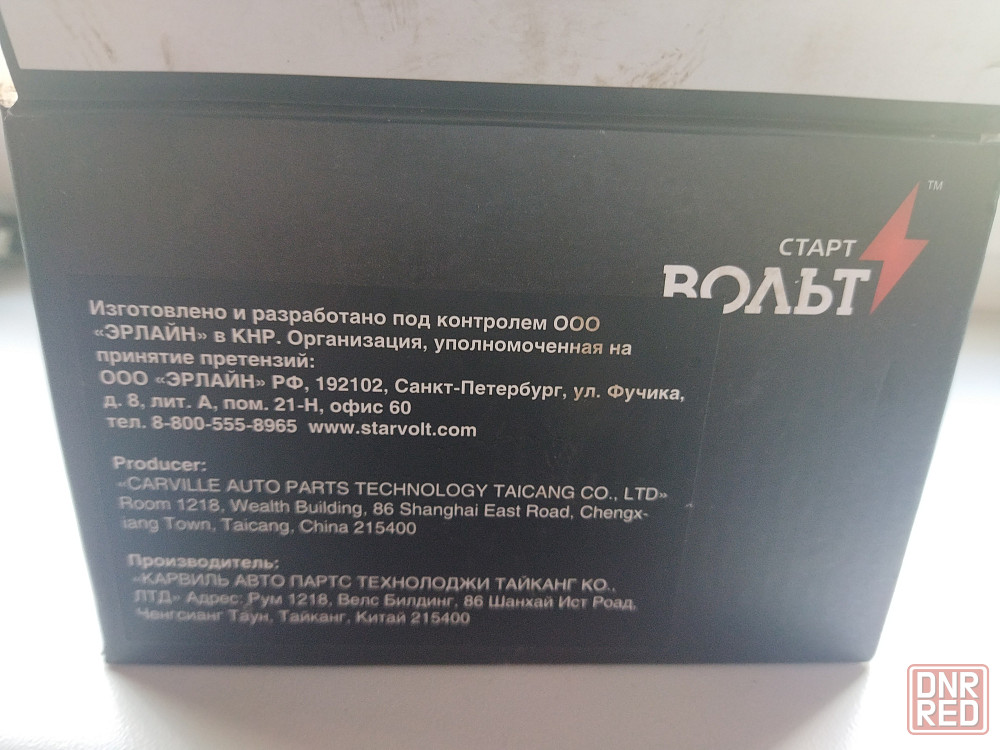 СТАРТ
ВОЛЬТ
TM
Изготовлено и разработано под контролем ООО
«ЭРЛАЙН» в КНР. Организация, уполномоченная на
принятие претензий:
ООО «ЭРЛАЙН» РФ, 192102, Санкт-Петербург, ул. Фучика,
д. 8, лит. А, пом. 21-Н, офис 60
тел. 8-800-555-8965 www.starvolt.com
Producer:
«CARVILLE AUTO PARTS TECHNOLOGY TAICANG CO., LTD»
Room 1218, Wealth Building, 86 Shanghai East Road, Chengx-
iang Town, Taicang, China 215400
Производитель:
«КАРВИЛЬ АВТО ПАРТС ТЕХНОЛОДЖИ ТАЙКАНГ КО.,
ЛТД» Адрес: Рум 1218, Велс Билдинг, 86 Шанхай Ист Роад,
Ченгсианг Таун, Тайканг, Китай 215400
DNR
RED